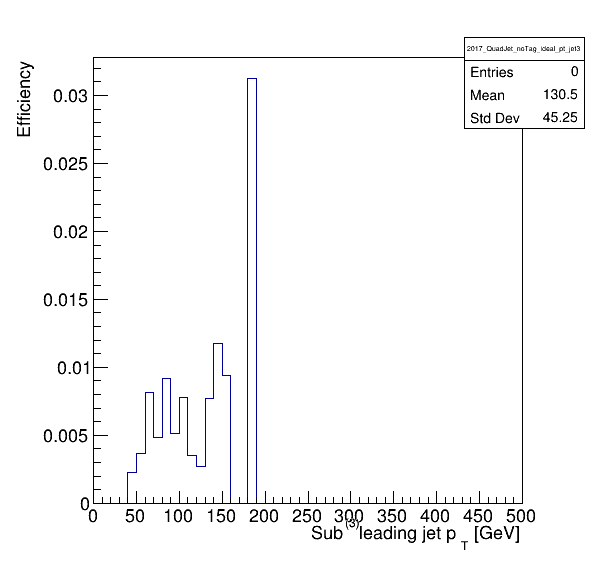 2017_QuadJet_noTag_ideal_pt_jet3
Entries 0
Mean 130.5
Std Dev 45.25
Efficiency
0.03
0.025
0.02
0.015
0.01
0.005
0
0 50 100 150 200 250 300 350 400 450 500
Sub(3)leading jet pT [GeV]